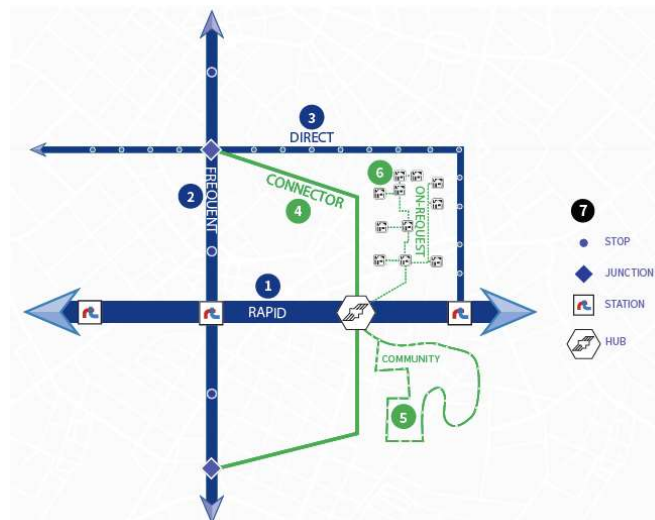 3
DIRECT
2
FREQUENT
CONNECTOR
4
6
ON-REQUEST
7
STOP
JUNCTION
STATION
HUB
1
RAPID
COMMUNITY
5